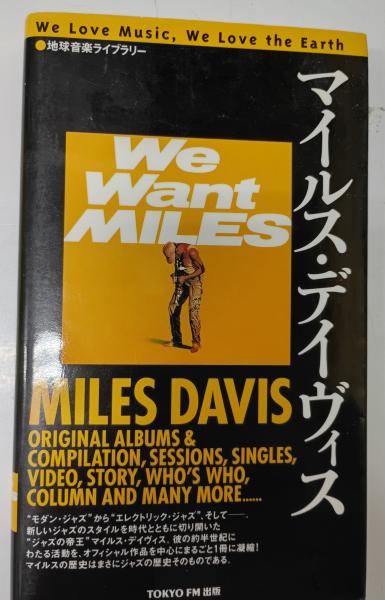 We Love Music, We Love the Earth
●地球音楽ライブラリー
マイルス・デイヴィス
We
Want
MILES
MILES DAVIS
ORIGINAL ALBUMS &
COMPILATION, SESSIONS, SINGLES,
VIDEO, STORY, WHO'S WHO,
COLUMN AND MANY MORE......
“モダン・ジャズ”から“エレクトリック・ジャズ”、そして──。
新しいジャズのスタイルを時代とともに切り開いた
“ジャズの帝王”マイルス・デイヴィス。彼の約半世紀に
わたる活動を、オフィシャル作品を中心にまるごと1冊に凝縮!
マイルスの歴史はまさにジャズの歴史そのものである。
TOKYO FM 出版